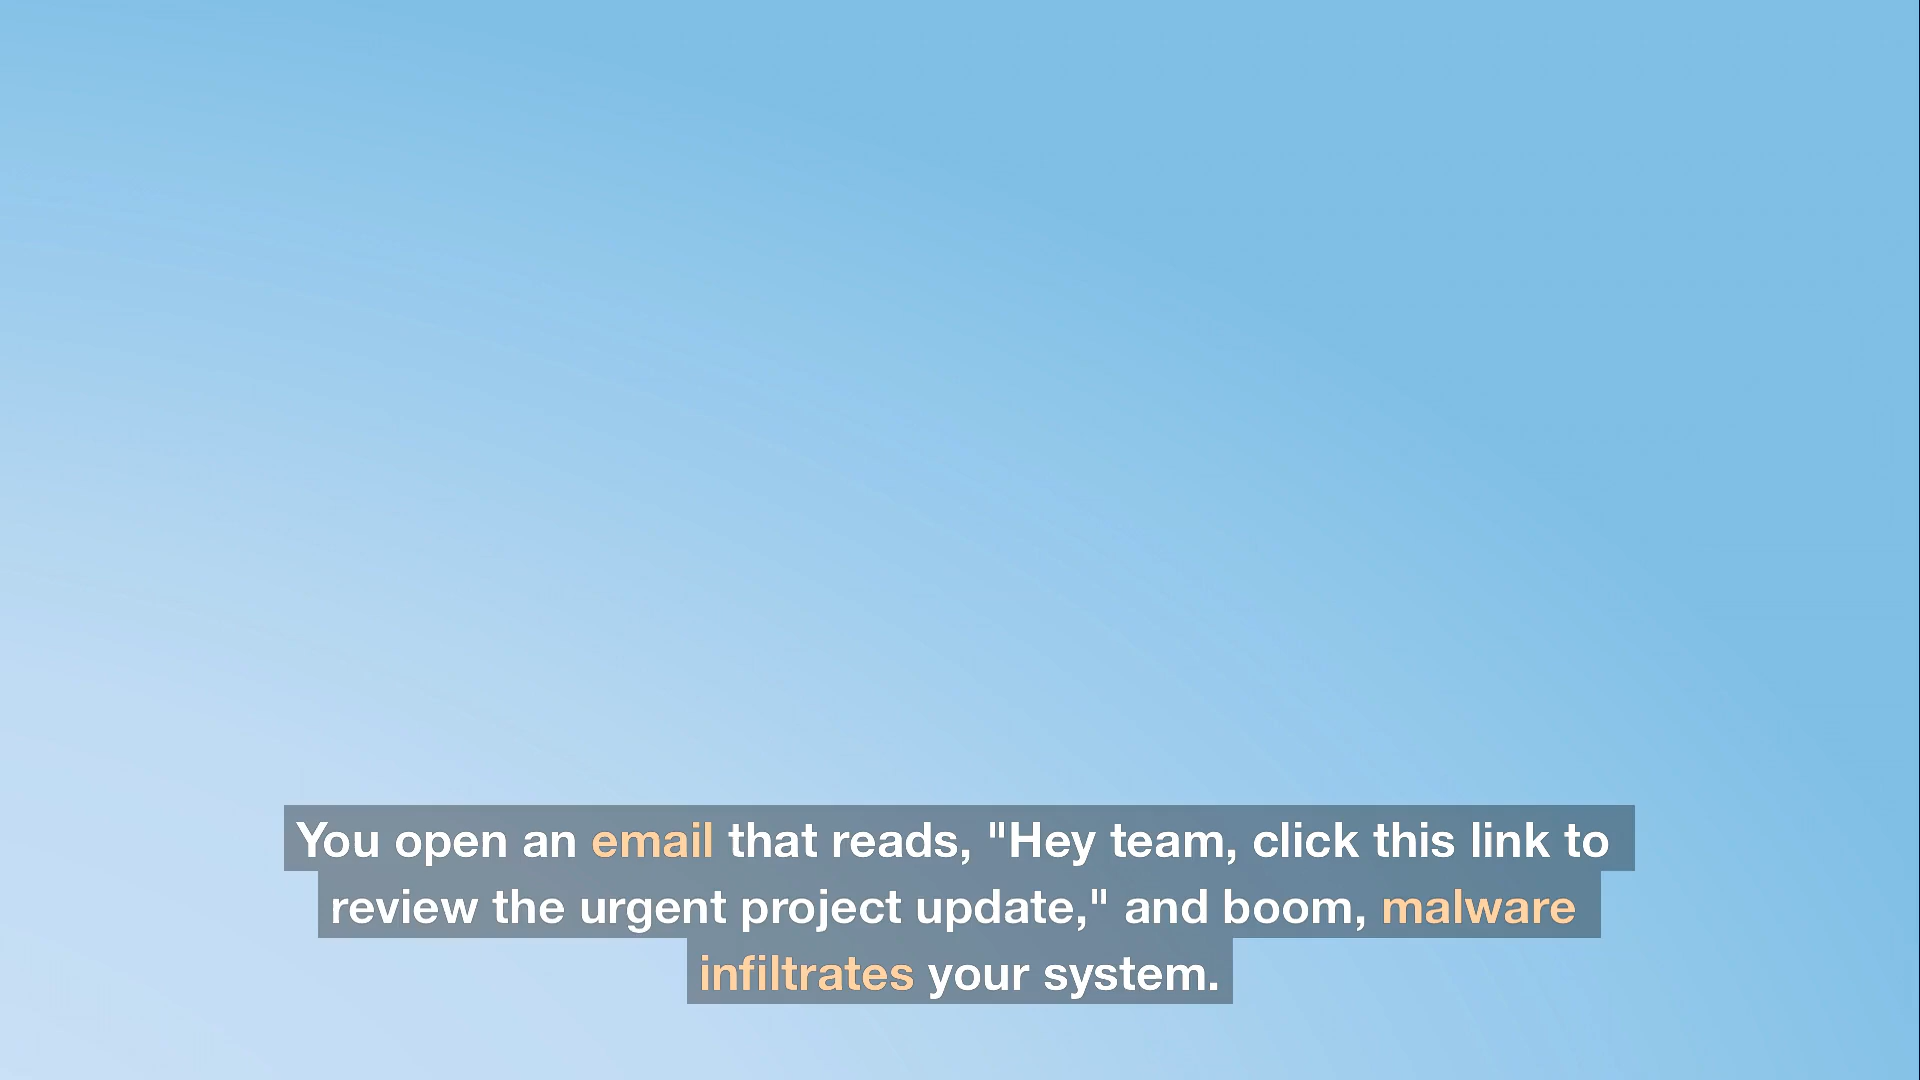 You open an email that reads, "Hey team, click this link to
review the urgent project update," and boom, malware
infiltrates your system.